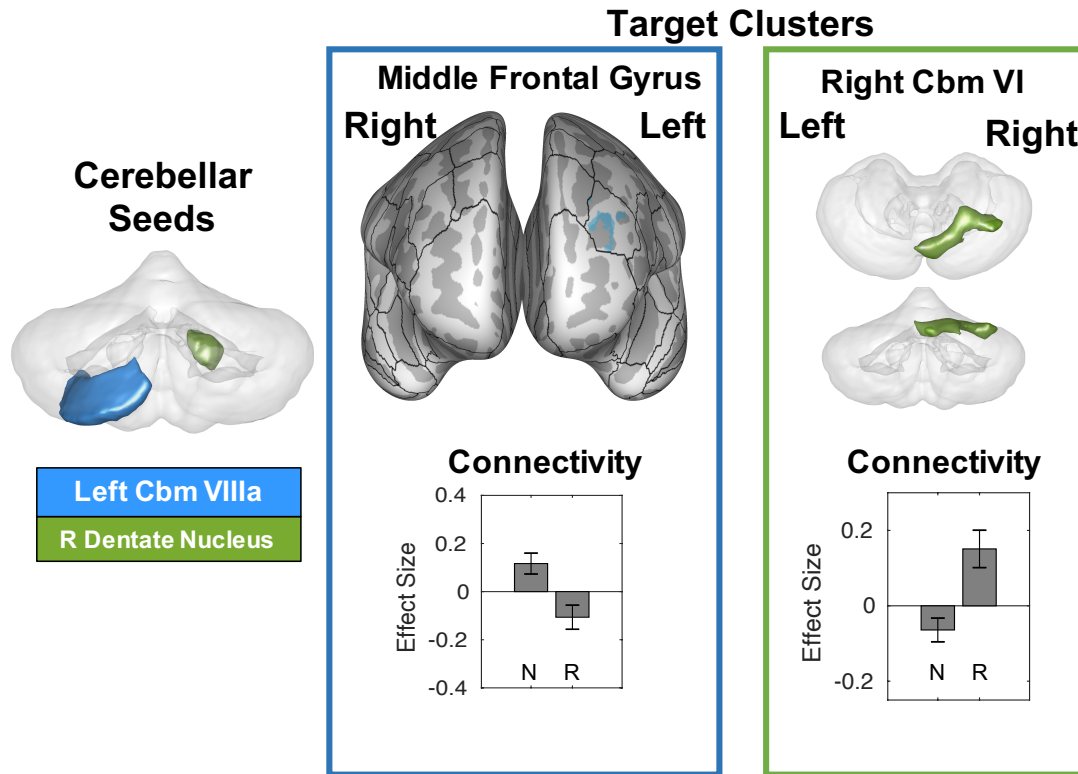 Target Clusters
Cerebellar
Seeds
Left Cbm VIIIa
R Dentate Nucleus
Middle Frontal Gyrus
Right
Left
Connectivity
Effect Size
0.4
0.2
0
-0.2
-0.4
N
R
Right Cbm VI
Left
Right
Connectivity
Effect Size
0.2
0
-0.2
N
R